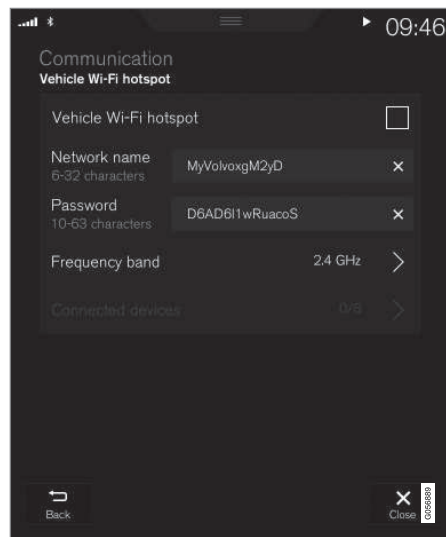 09:46
Communication
Vehicle Wi-Fi hotspot
Vehicle Wi-Fi hotspot
Network name
6-32 characters
MyVolvoxgM2yD
Password
10-63 characters
D6AD6I1wRuacoS
Frequency band
2.4 GHz
Connected devices
0/8
Back
Close
G056889